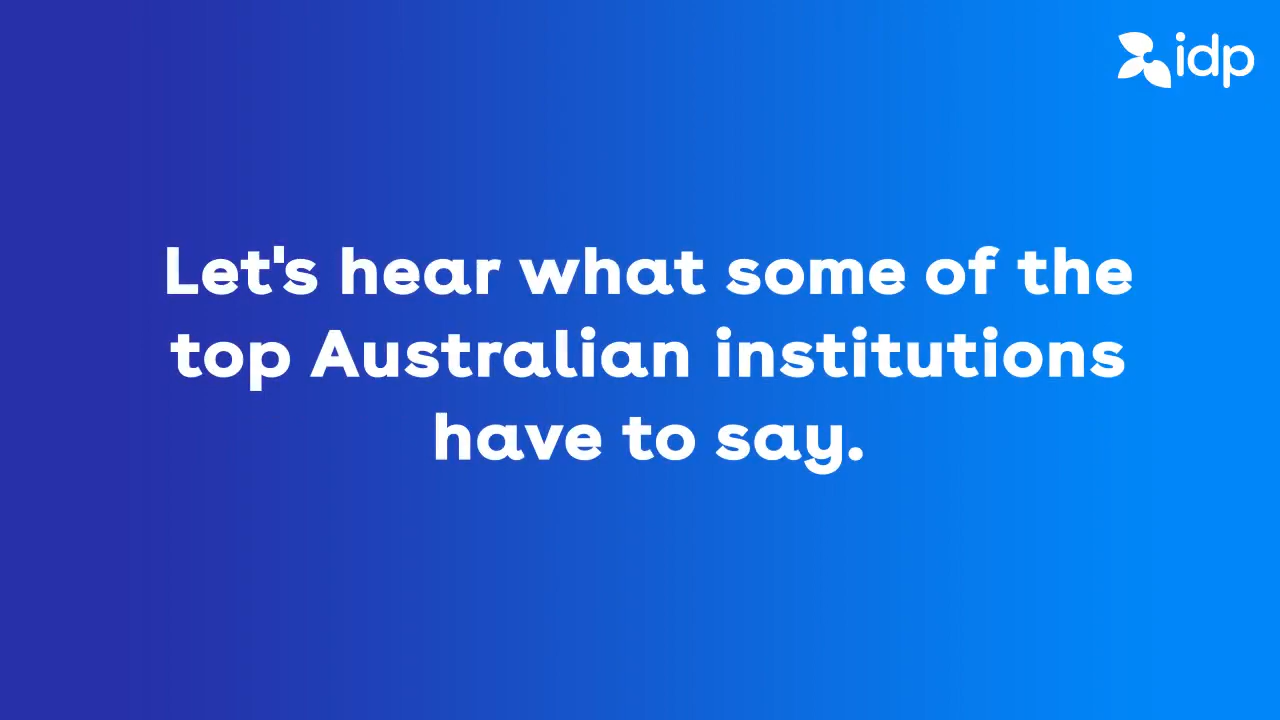 idp
Let's hear what some of the
top Australian institutions
have to say.